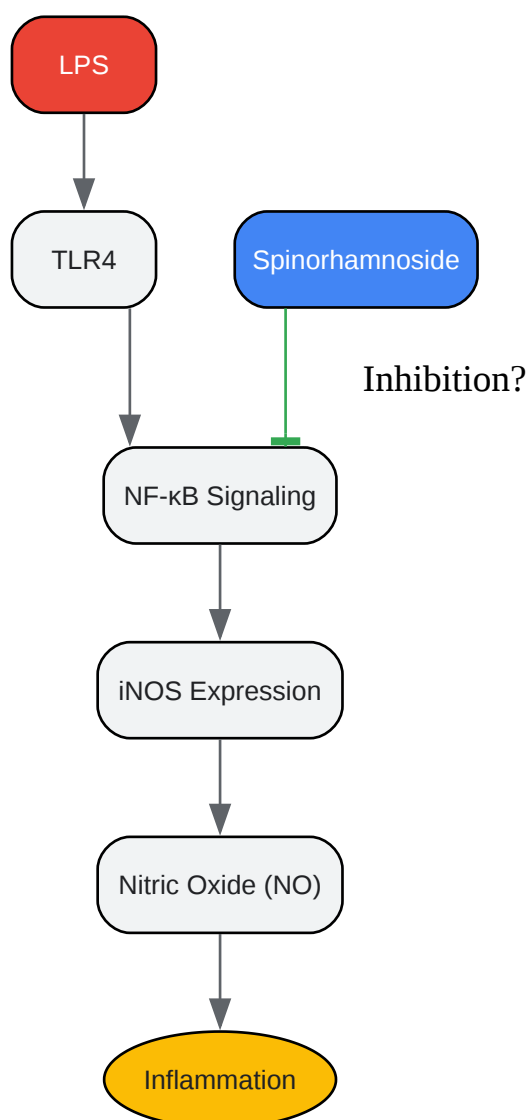 LPS
TLR4
Spinorhamnoside
Inhibition?
NF-κB Signaling
iNOS Expression
Nitric Oxide (NO)
Inflammation